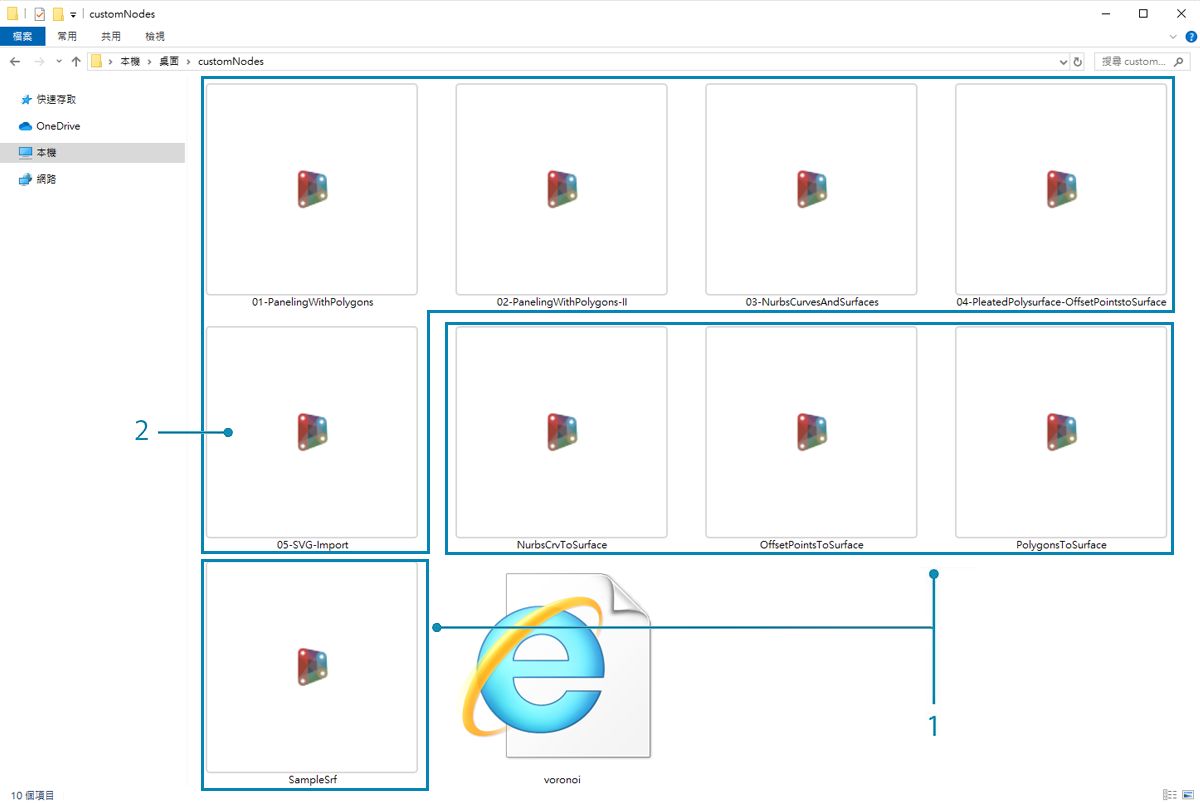 customNodes
檔案 常用 共用 檢視
本機 桌面 customNodes 搜尋 custom...
快速存取
OneDrive
本機
網路
01-PanelingWithPolygons
02-PanelingWithPolygons-II
03-NurbsCurvesAndSurfaces
04-PleatedPolysurface-OffsetPointstoSurface
2
05-SVG-Import
NurbsCrvToSurface
OffsetPointsToSurface
PolygonsToSurface
1
SampleSrf
voronoi
10 個項目